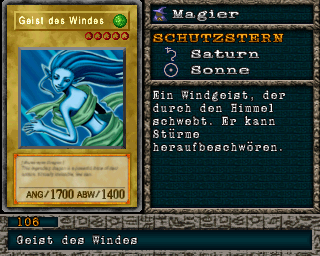 Geist des Windes
ANG/1700 ABW/1400
Magier
SCHUTZSTERN
Saturn
Sonne
Ein Windgeist, der
durch den Himmel
schwebt. Er kann
Stürme
heraufbeschwören.
106
Geist des Windes